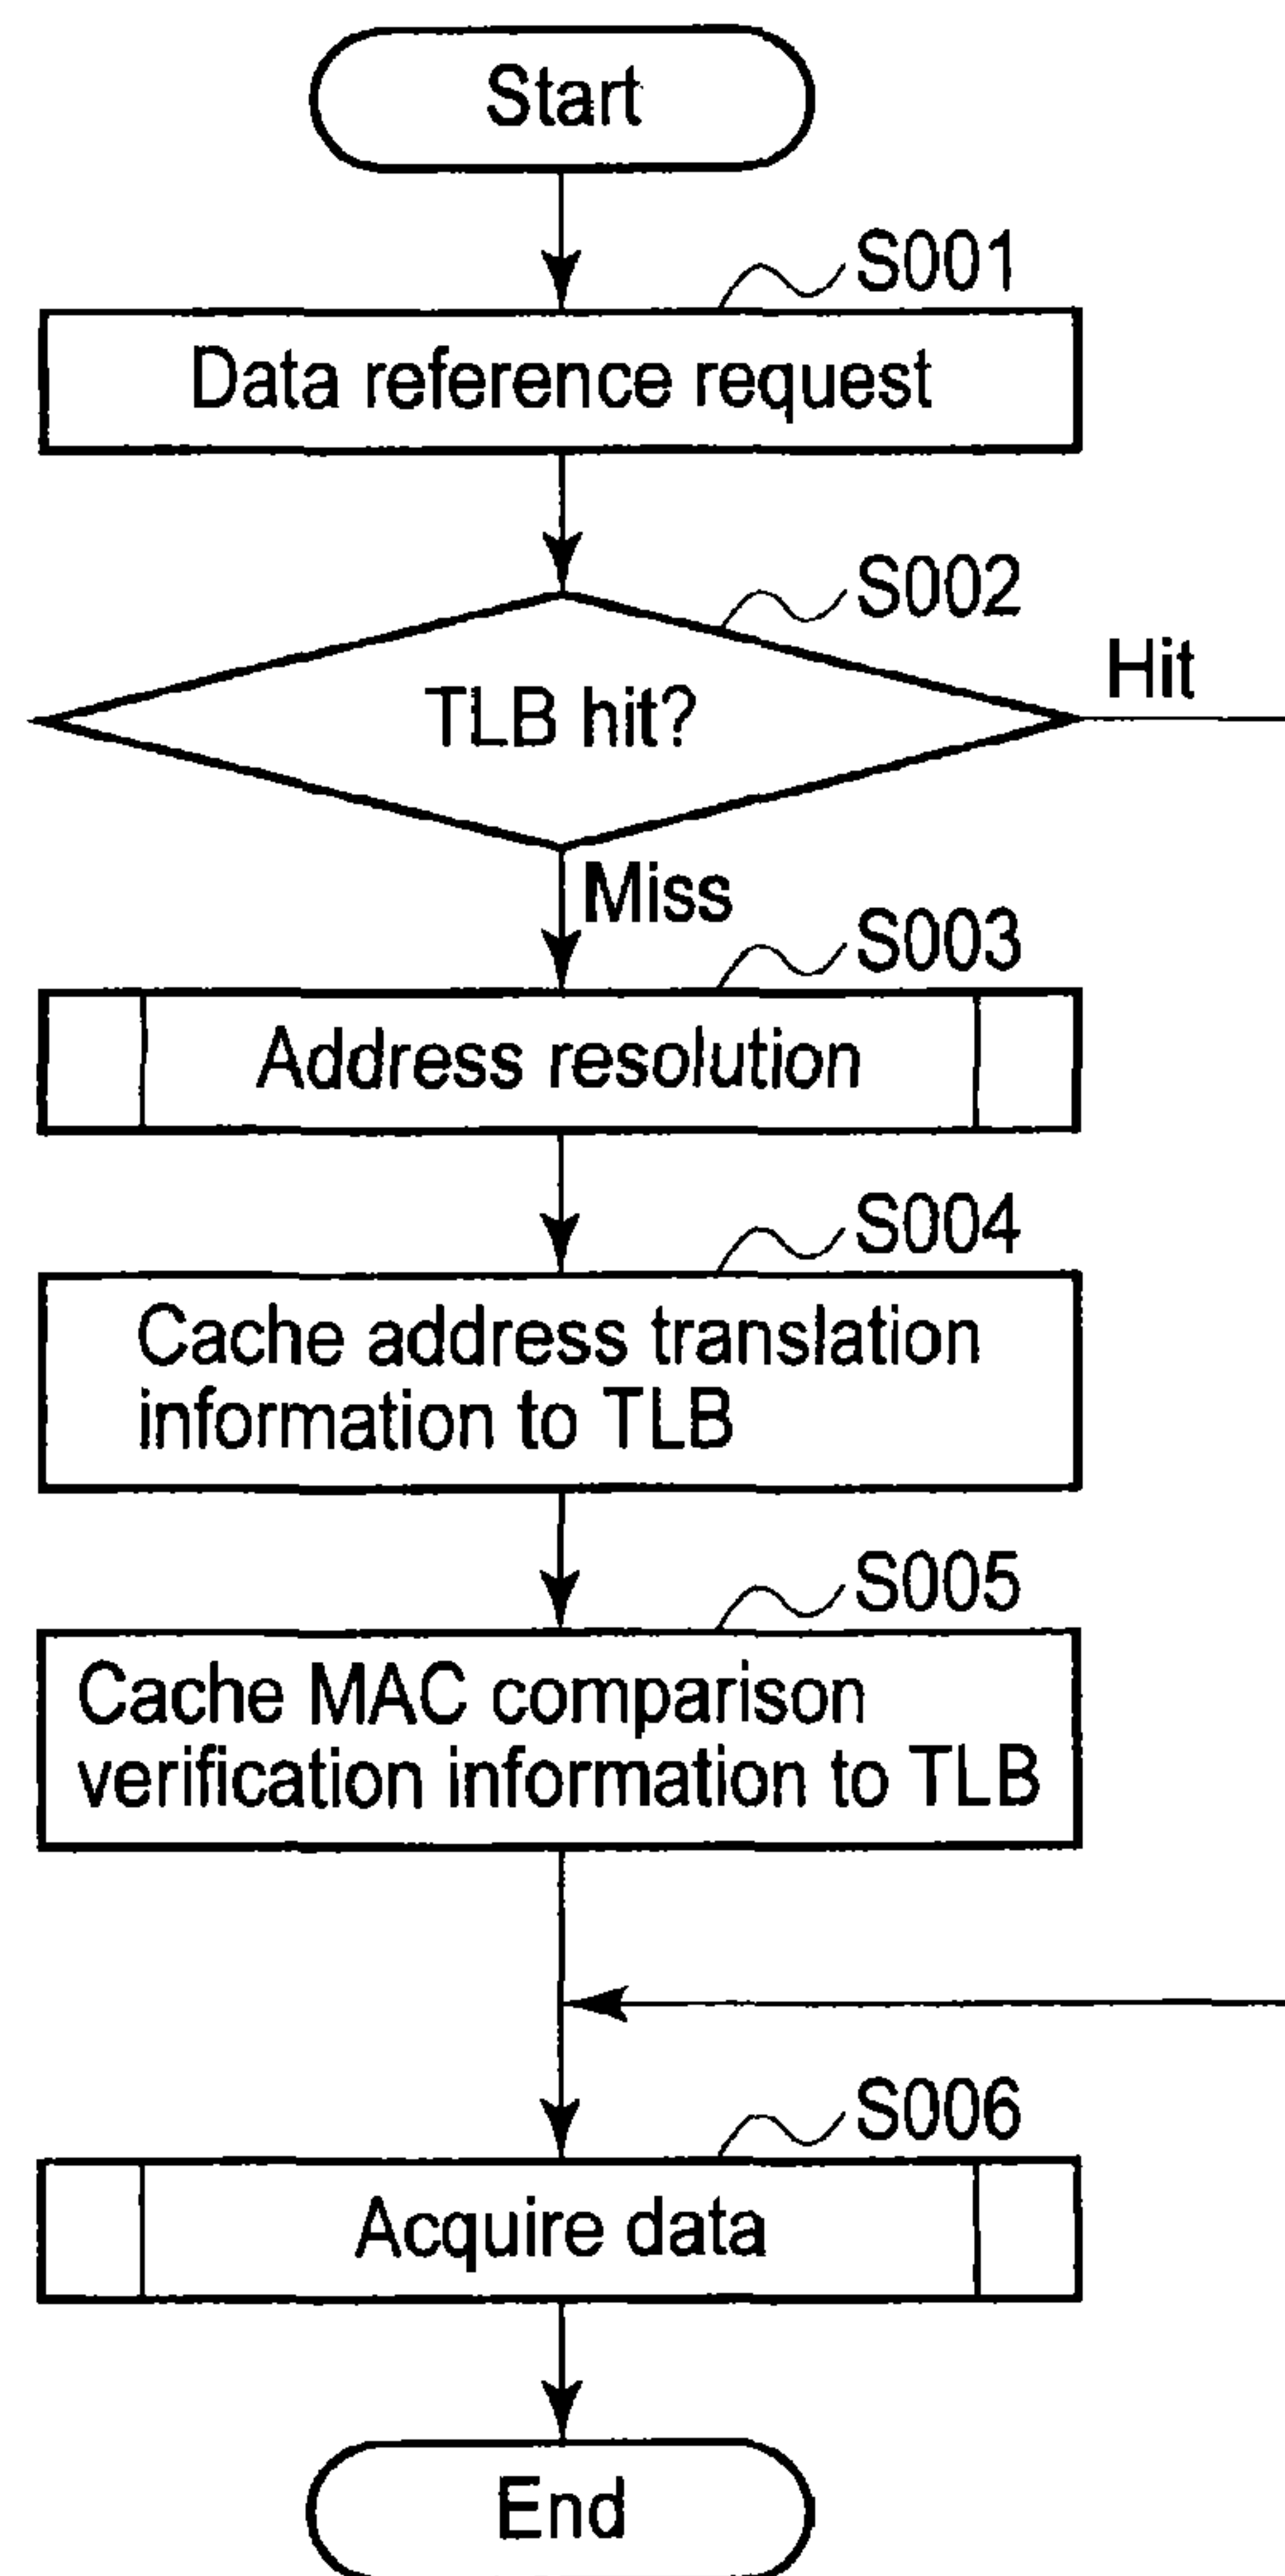 Start
S001
Data reference request
S002
TLB hit?
Hit
Miss
S003
Address resolution
S004
Cache address translation
information to TLB
S005
Cache MAC comparison
verification information to TLB
S006
Acquire data
End